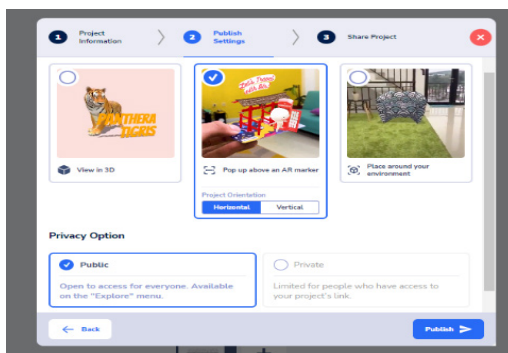 1 Project
Information
2 Publish
Settings
3 Share Project
PANTHERA
TIGRIS
View in 3D
Pop up above an AR marker
Place around your
environment
Project Orientation
Horizontal Vertical
Privacy Option
Public
Open to access for everyone. Available
on the "Explore" menu.
Private
Limited for people who have access to
your project's link.
Back
Publish